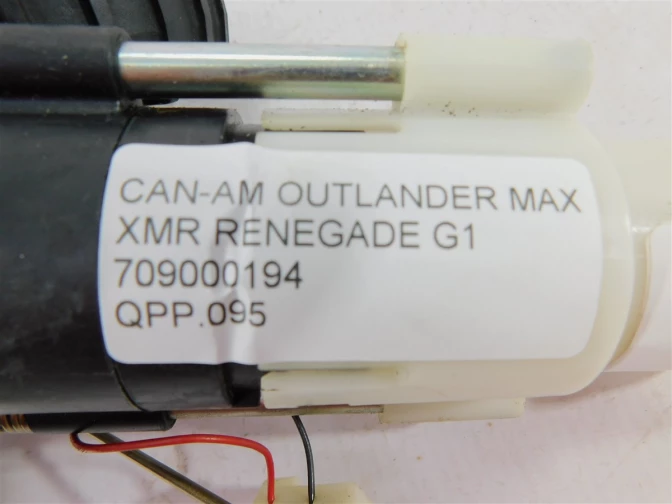 CAN-AM OUTLANDER MAX
XMR RENEGADE G1
709000194
QPP.095